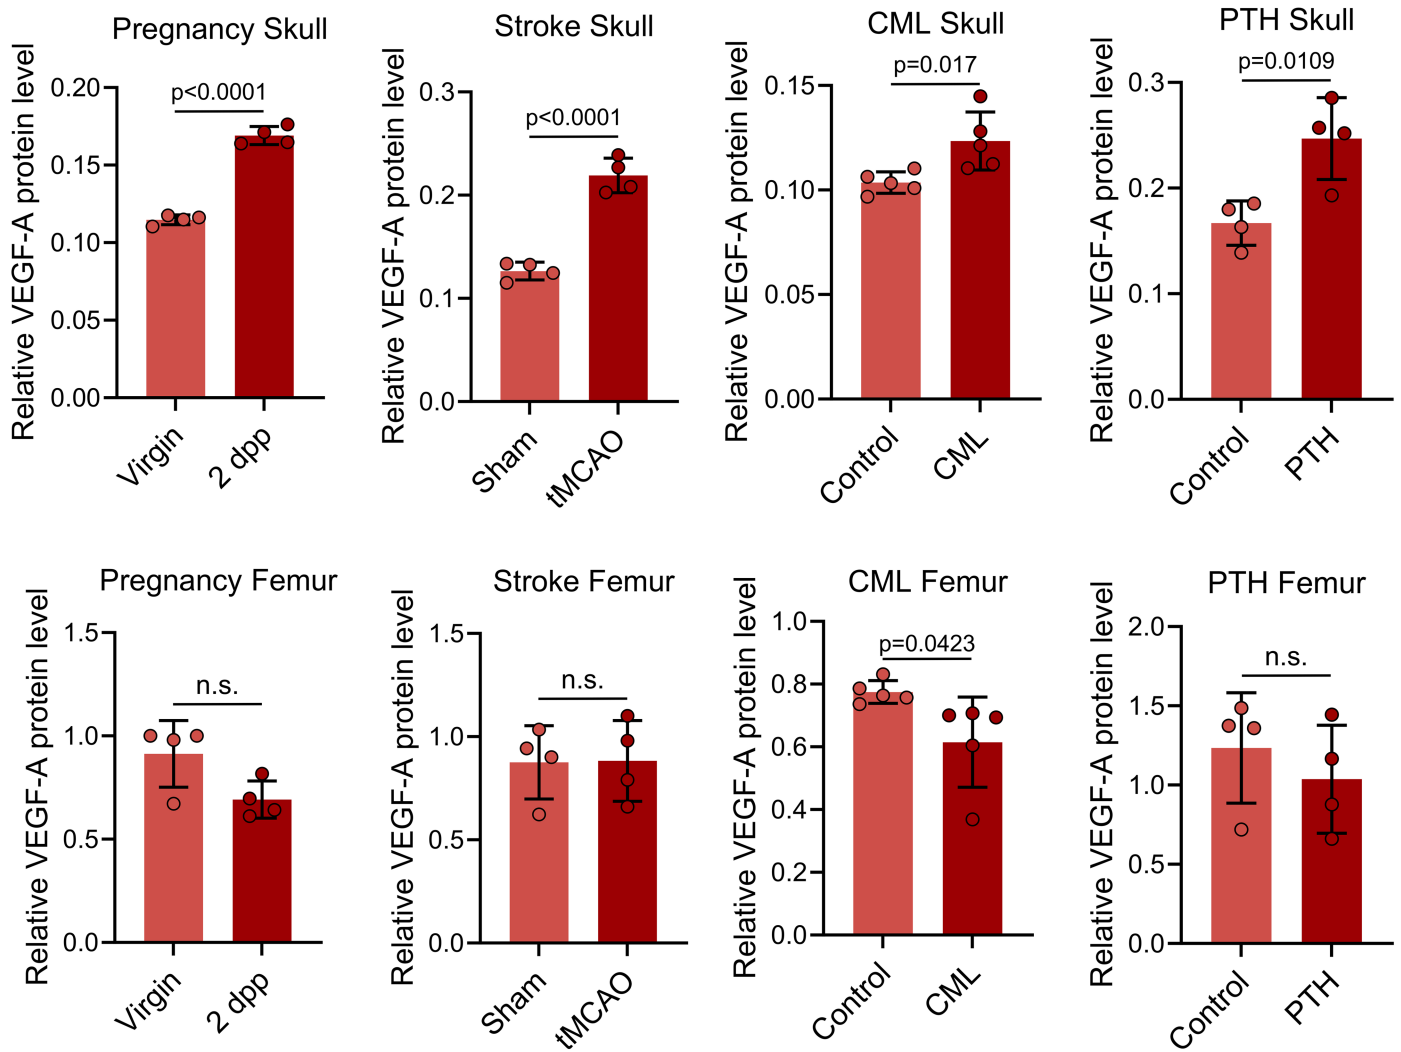 Pregnancy Skull
Relative VEGF-A protein level
0.20
0.15
0.10
0.05
0.00
p<0.0001
Virgin
2 dpp
Stroke Skull
Relative VEGF-A protein level
0.3
0.2
0.1
0.0
p<0.0001
Sham
tMCAO
CML Skull
Relative VEGF-A protein level
0.15
0.10
0.05
0.00
p=0.017
Control
CML
PTH Skull
Relative VEGF-A protein level
0.3
0.2
0.1
0.0
p=0.0109
Control
PTH
Pregnancy Femur
Relative VEGF-A protein level
1.5
1.0
0.5
0.0
n.s.
Virgin
2 dpp
Stroke Femur
Relative VEGF-A protein level
1.5
1.0
0.5
0.0
n.s.
Sham
tMCAO
CML Femur
Relative VEGF-A protein level
1.0
0.8
0.6
0.4
0.2
0.0
p=0.0423
Control
CML
PTH Femur
Relative VEGF-A protein level
2.0
1.5
1.0
0.5
0.0
n.s.
Control
PTH